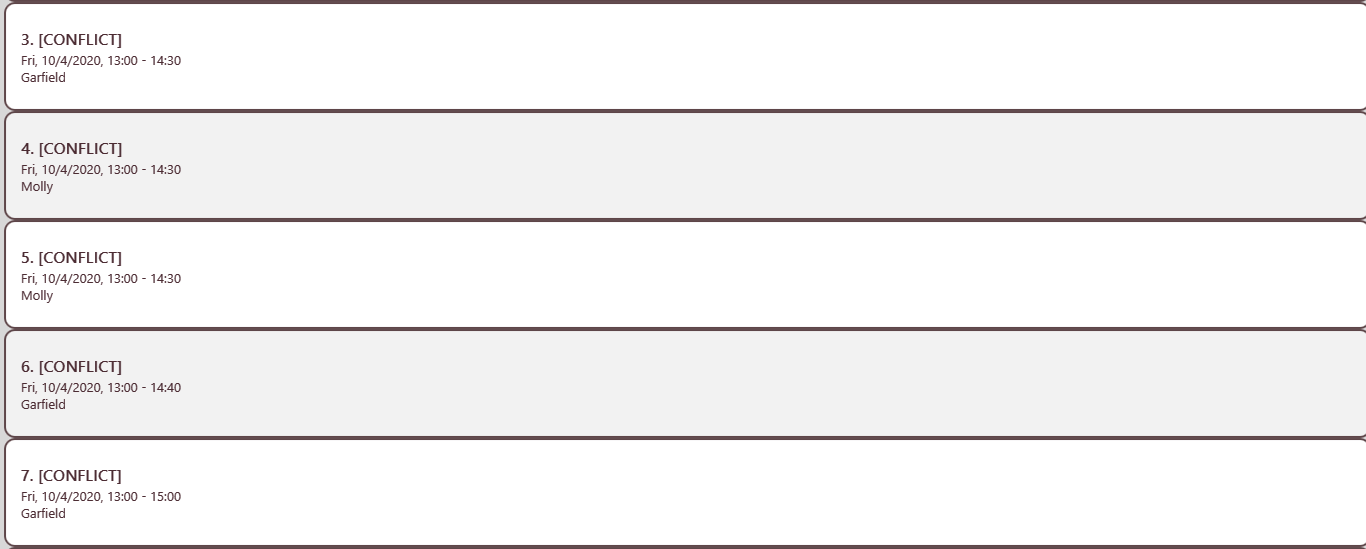 3. [CONFLICT]
Fri, 10/4/2020, 13:00 - 14:30
Garfield
4. [CONFLICT]
Fri, 10/4/2020, 13:00 - 14:30
Molly
5. [CONFLICT]
Fri, 10/4/2020, 13:00 - 14:30
Molly
6. [CONFLICT]
Fri, 10/4/2020, 13:00 - 14:40
Garfield
7. [CONFLICT]
Fri, 10/4/2020, 13:00 - 15:00
Garfield